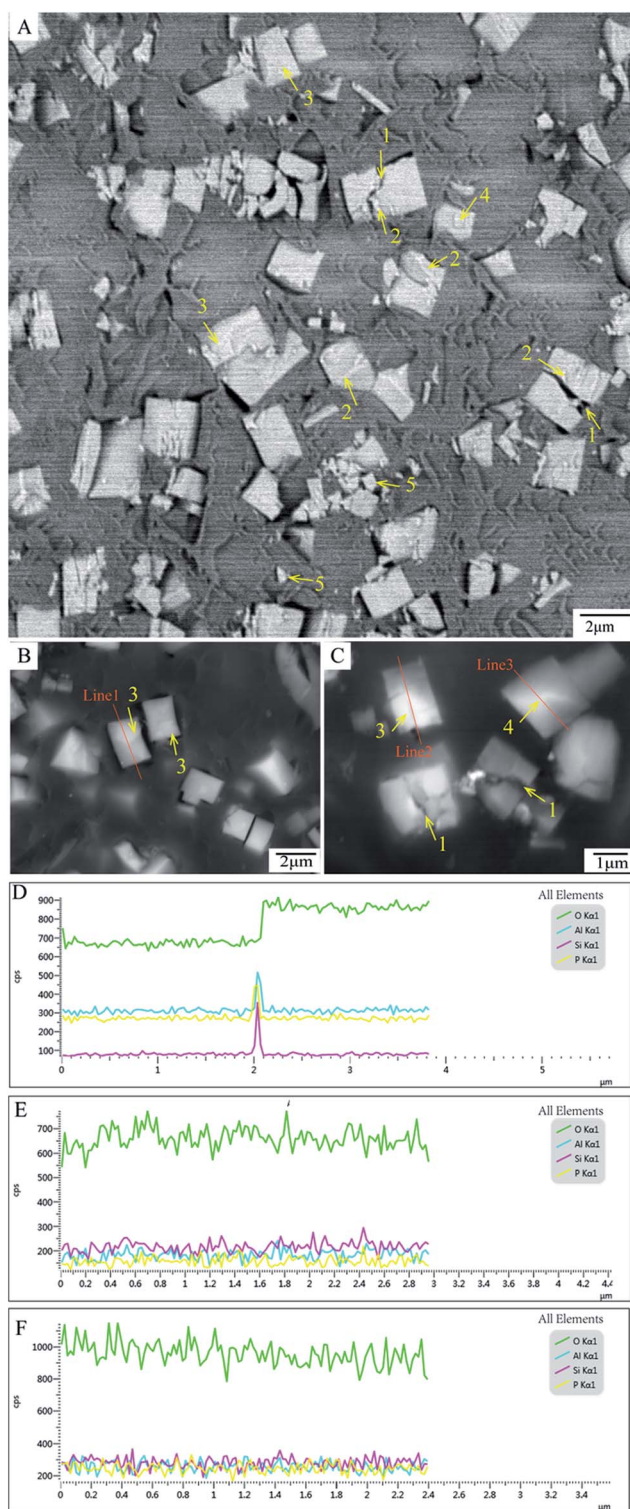 A
3
1
4
2
2
3
2
2
1
5
5
2μm
B
Line1
3
3
2μm
C
Line3
4
3
Line2
1
1
1μm
D
900
800
700
600
500
400
300
200
100
cps
0 1 2 3 4 5
μm
All Elements
O Kα1
Al Kα1
Si Kα1
P Kα1
E
700
600
500
300
200
cps
0 0.2 0.4 0.6 0.8 1.0 1.2 1.4 1.6 1.8 2 2.2 2.4 2.6 2.8 3 3.2 3.4 3.6 3.8 4 4.2 4.4
μm
All Elements
O Kα1
Al Kα1
Si Kα1
P Kα1
F
1000
800
400
200
cps
0 0.2 0.4 0.6 0.8 1.0 1.2 1.4 1.6 1.8 2 2.2 2.4 2.6 2.8 3 3.2 3.4 3.6
μm
All Elements
O Kα1
Al Kα1
Si Kα1
P Kα1